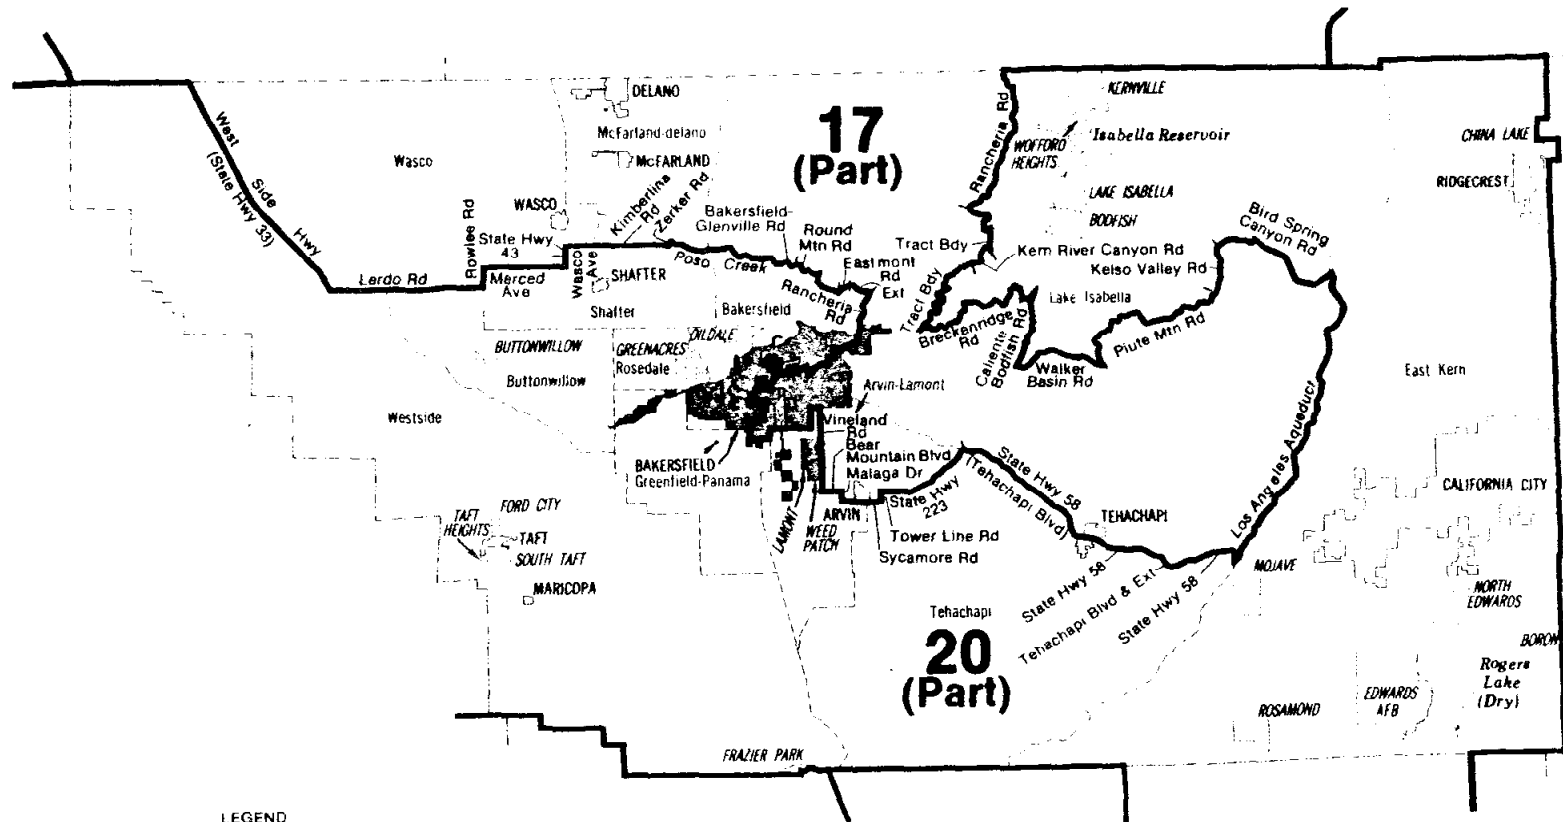 DELANO
KERNVILLE
17
(Part)
Rancheria Rd
Isabella Reservoir
CHINA LAKE
McFarland-delano
West Side Hwy
(State Hwy 33)
WOFFORD
HEIGHTS
Wasco
McFARLAND
RIDGECREST
Kimberlina
Rd
Zerker Rd
LAKE ISABELLA
WASCO
Bakersfield-
Glenville Rd
BODFISH
Bird Spring
Canyon Rd
Rowlee Rd
State Hwy
43
Round
Mtn Rd
Tract Bdy
Kern River Canyon Rd
Kelso Valley Rd
Poso Creek
Eastmont
Rd
Ext
Lerdo Rd
Merced
Ave
Wasco
Ave
SHAFTER
Rancheria
Rd
Tract Bdy
Lake Isabella
Shafter
Bakersfield
Breckenridge
Rd
Piute Mtn Rd
OILDALE
BUTTONWILLOW
GREENACRES
Rosedale
Caliente
Bodfish Rd
Walker
Basin Rd
East Kern
Buttonwillow
Arvin-Lamont
Westside
Vineland
Rd
Los Angeles Aqueduct
Bear
Mountain Blvd
State Hwy 58
(Tehachapi Blvd)
BAKERSFIELD
Greenfield-Panama
Malaga Dr
CALIFORNIA CITY
State Hwy
223
FORD CITY
TAFT
HEIGHTS
LAMONT
WEED
PATCH
ARVIN
TEHACHAPI
TAFT
Tower Line Rd
SOUTH TAFT
Sycamore Rd
MOJAVE
MARICOPA
State Hwy 58
Tehachapi Blvd & Ext
State Hwy 58
NORTH
EDWARDS
Tehachapi
20
(Part)
BORON
Rogers
Lake
(Dry)
EDWARDS
AFB
ROSAMOND
FRAZIER PARK
LEGEND